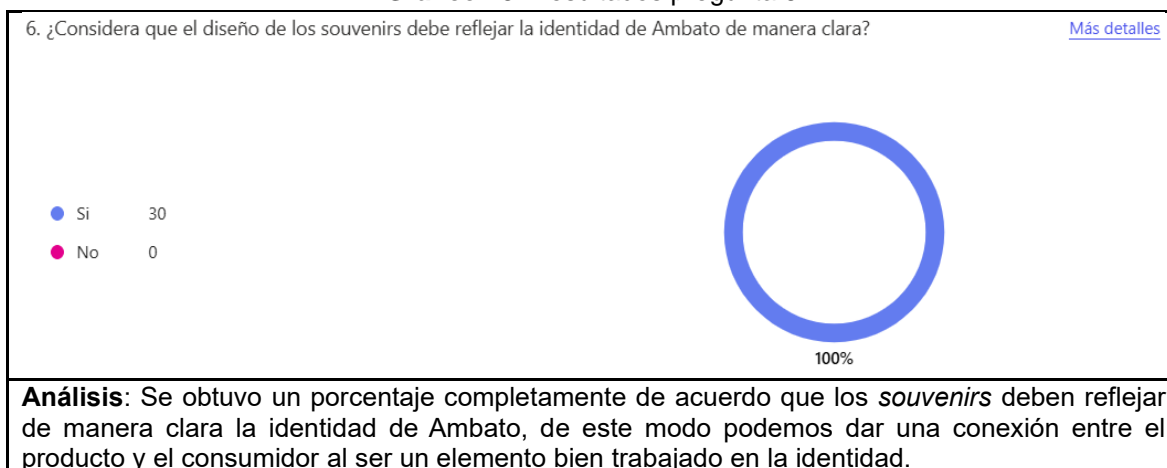 6. ¿Considera que el diseño de los souvenirs debe reflejar la identidad de Ambato de manera clara?
Más detalles
Si 30
No 0
100%
Análisis: Se obtuvo un porcentaje completamente de acuerdo que los souvenirs deben reflejar
de manera clara la identidad de Ambato, de este modo podemos dar una conexión entre el
producto y el consumidor al ser un elemento bien trabajado en la identidad.